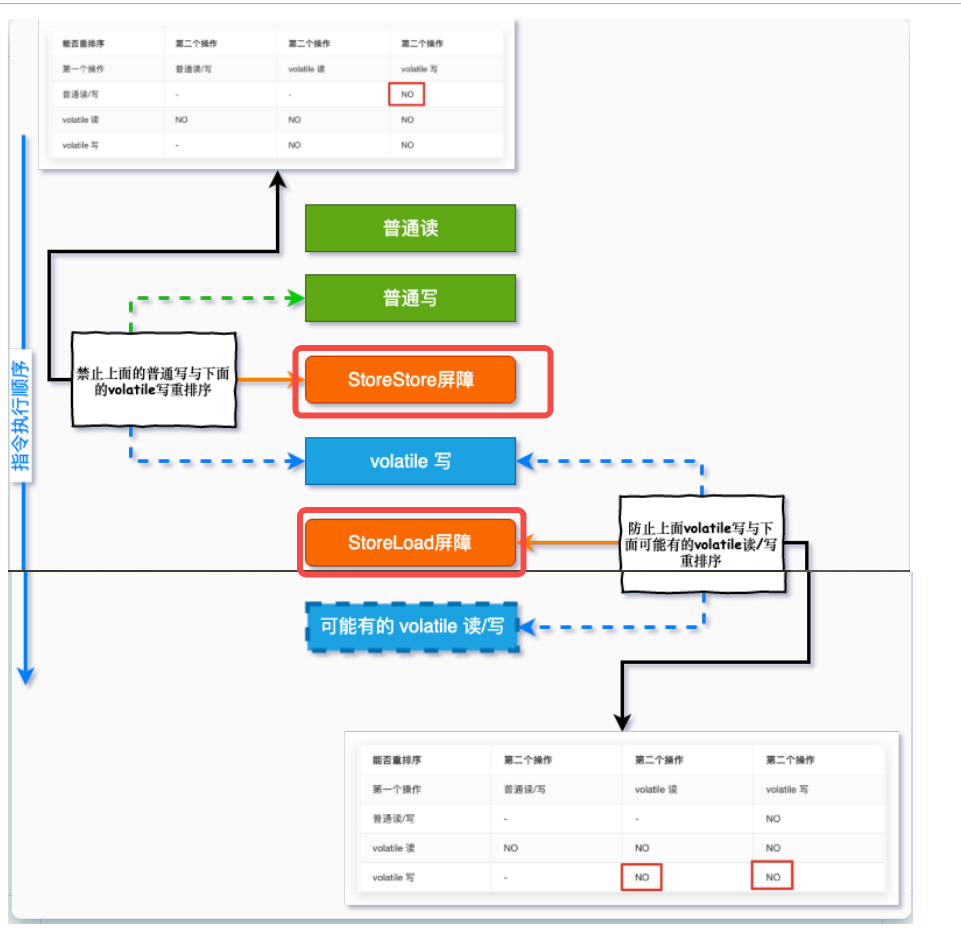 能否重排序 第二个操作 第二个操作 第二个操作
第一个操作 普通读/写 volatile 读 volatile 写
普通读/写 - - NO
volatile 读 NO NO NO
volatile 写 - NO NO
普通读
普通写
禁止上面的普通写与下面
的volatile写重排序
StoreStore屏障
指令执行顺序
volatile 写
防止上面volatile写与下
面可能有的volatile读/写
重排序
StoreLoad屏障
可能有的 volatile 读/写
能否重排序 第二个操作 第二个操作 第二个操作
第一个操作 普通读/写 volatile 读 volatile 写
普通读/写 - - NO
volatile 读 NO NO NO
volatile 写 - NO NO